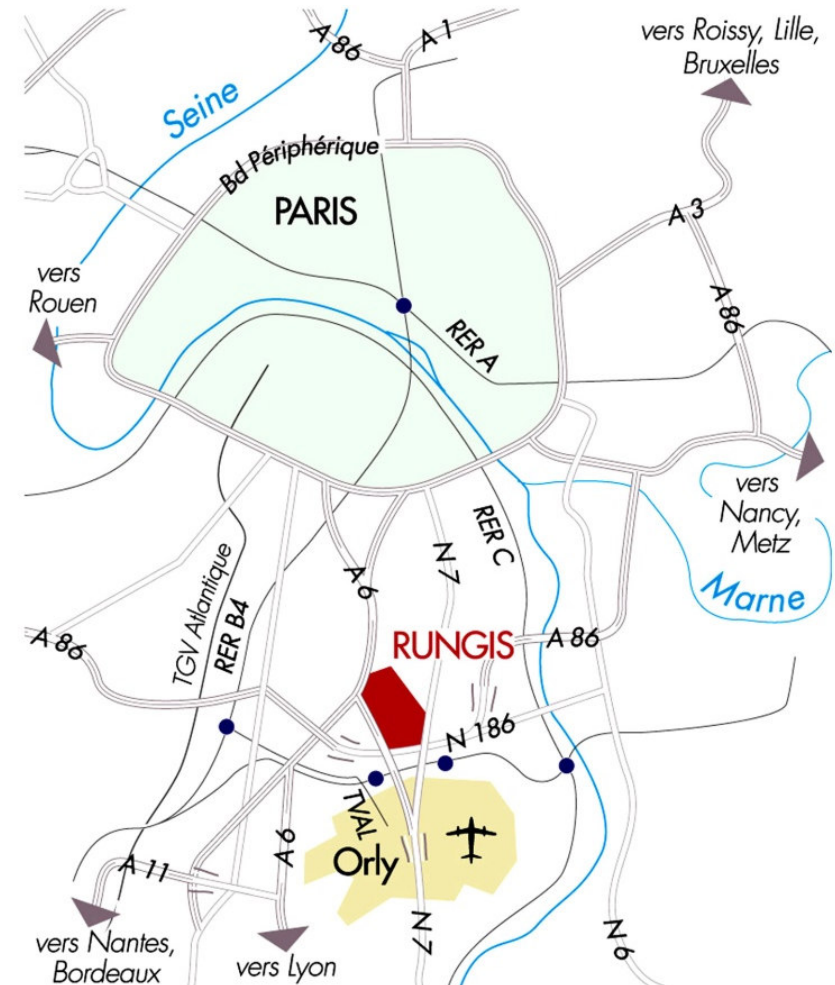 A 86
A 1
vers Roissy, Lille,
Bruxelles
Seine
Bd Périphérique
PARIS
A 3
vers
Rouen
A 86
RER A
vers
Nancy,
Metz
RER C
N 7
A 6
TGV Atlantique
RER B4
Marne
RUNGIS
A 86
A 86
N 186
TVAL
Orly
A 6
A 11
N 7
N 6
vers Nantes,
Bordeaux
vers Lyon